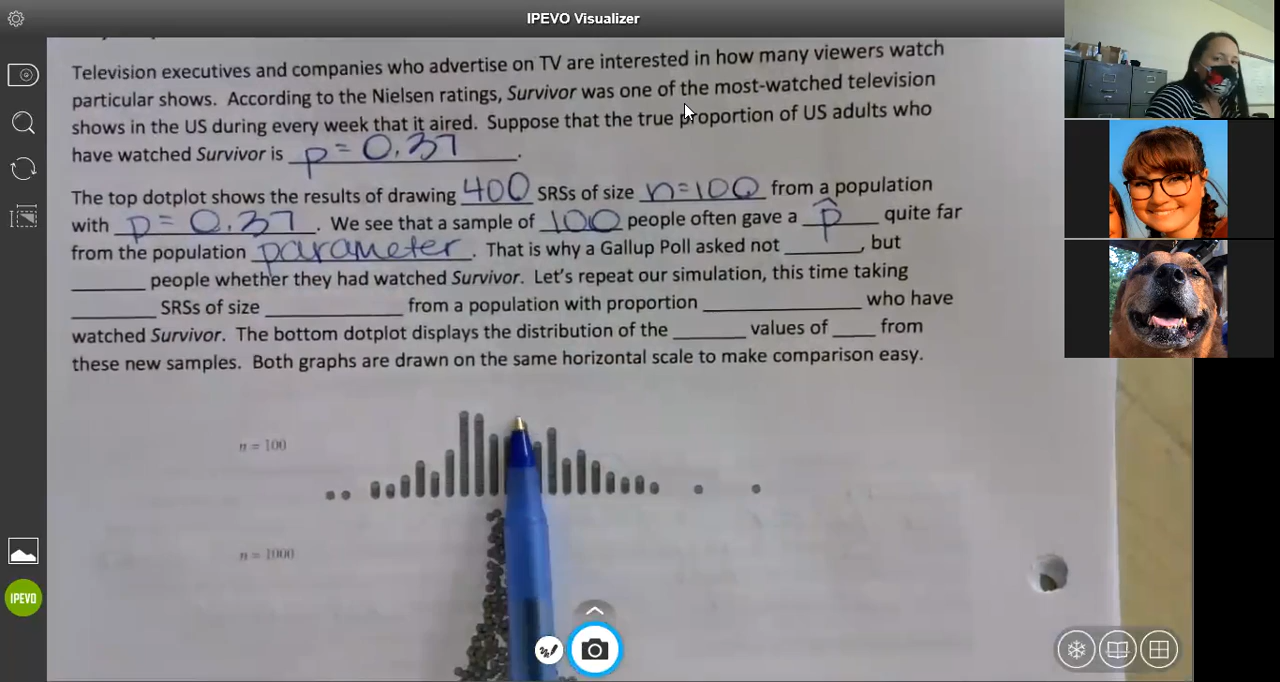 IPEVO Visualizer
Television executives and companies who advertise on TV are interested in how many viewers watch
particular shows. According to the Nielsen ratings, Survivor was one of the most-watched television
shows in the US during every week that it aired. Suppose that the true proportion of US adults who
have watched Survivor is p = 0.37.
The top dotplot shows the results of drawing 400 SRSs of size n=100 from a population
with p = 0.37. We see that a sample of 100 people often gave a p̂ quite far
from the population parameter. That is why a Gallup Poll asked not ______, but
______ people whether they had watched Survivor. Let's repeat our simulation, this time taking
______ SRSs of size ______ from a population with proportion ______ who have
watched Survivor. The bottom dotplot displays the distribution of the ______ values of ____ from
these new samples. Both graphs are drawn on the same horizontal scale to make comparison easy.
n = 100
n = 1000
IPEVO